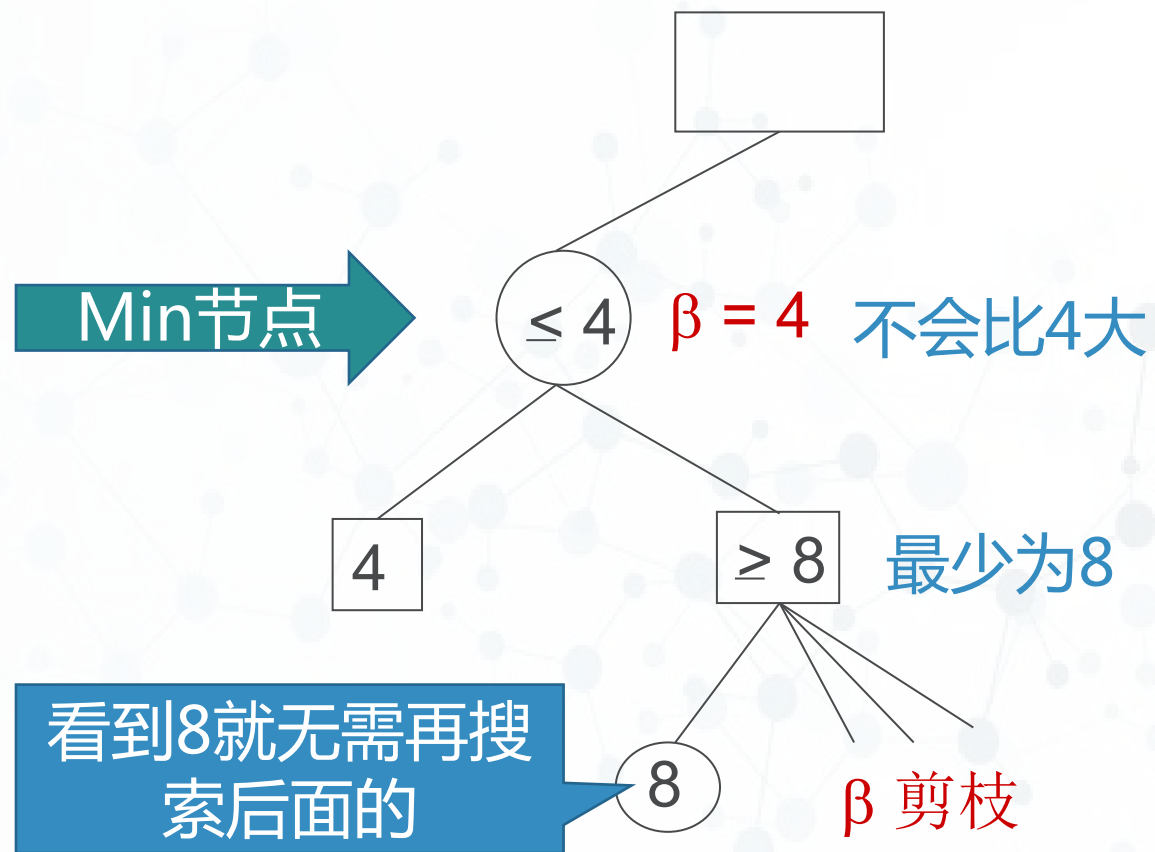 Min节点
≤ 4
β = 4
不会比4大
4
≥ 8
最少为8
看到8就无需再搜
索后面的
8
β 剪枝